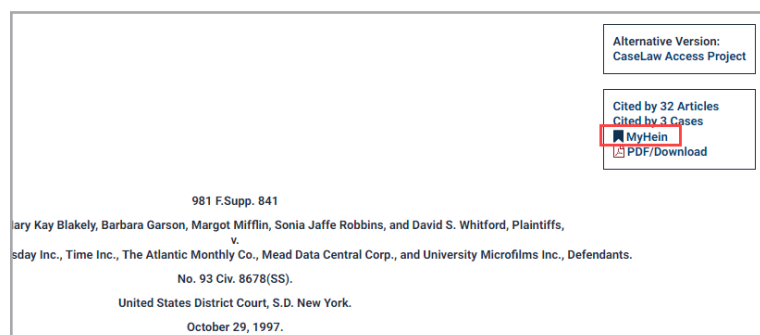 Alternative Version:
CaseLaw Access Project
Cited by 32 Articles
Cited by 3 Cases
MyHein
PDF/Download
981 F.Supp. 841
Kay Blakely, Barbara Garson, Margot Mifflin, Sonia Jaffe Robbins, and David S. Whitford, Plaintiffs,
v.
Inc., Time Inc., The Atlantic Monthly Co., Mead Data Central Corp., and University Microfilms Inc., Defendants.
No. 93 Civ. 8678(SS).
United States District Court, S.D. New York.
October 29, 1997.